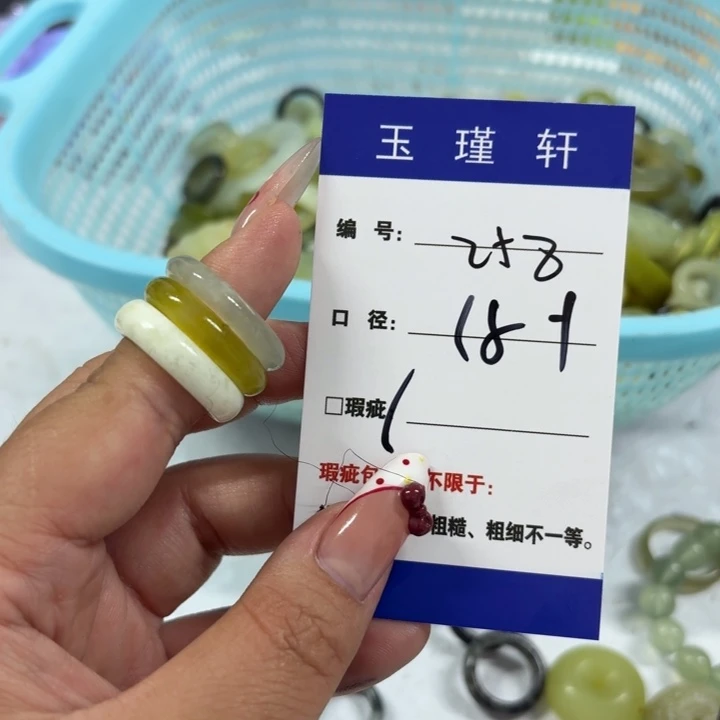 玉瑾轩
编 号: 258
口 径: 18+
□瑕疵
瑕疵包 不限于:
粗糙、粗细不一等。